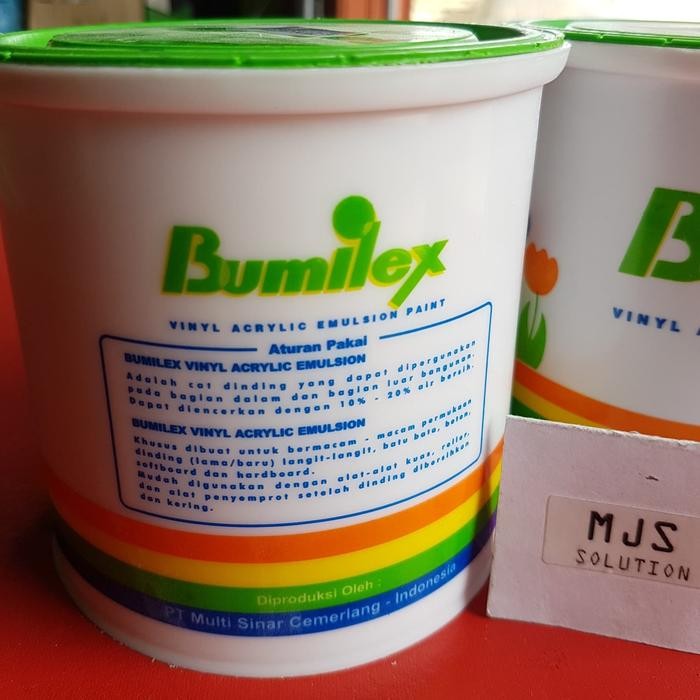 Bumilex
VINYL ACRYLIC EMULSION PAINT
Aturan Pakai
BUMILEX VINYL ACRYLIC EMULSION
Adalah cat dinding yang dapat dipergunakan
pada bagian dalam dan bagian luar bangunan.
Dapat diencerkan dengan 10% - 20% air bersih.
BUMILEX VINYL ACRYLIC EMULSION
Khusus dibuat untuk bermacam - macam permukaan
dinding (lama/baru) langit-langit, batu bata, beton,
softboard dan hardboard.
Mudah digunakan dengan alat-alat kuas, roller,
dan alat penyemprot setelah dinding dibersihkan
dan kering.
Diproduksi Oleh :
PT Multi Sinar Cemerlang - Indonesia
B
VINYL
MJS
SOLUTION